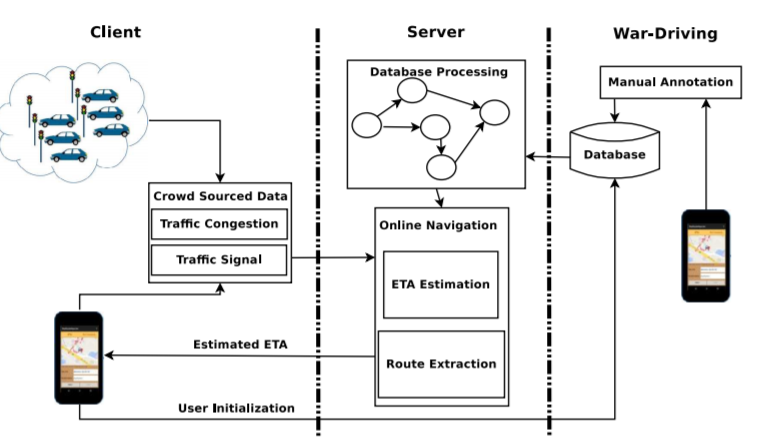 Client
Server
War-Driving
Database Processing
Manual Annotation
Database
Crowd Sourced Data
Traffic Congestion
Traffic Signal
Online Navigation
ETA Estimation
Route Extraction
Estimated ETA
User Initialization